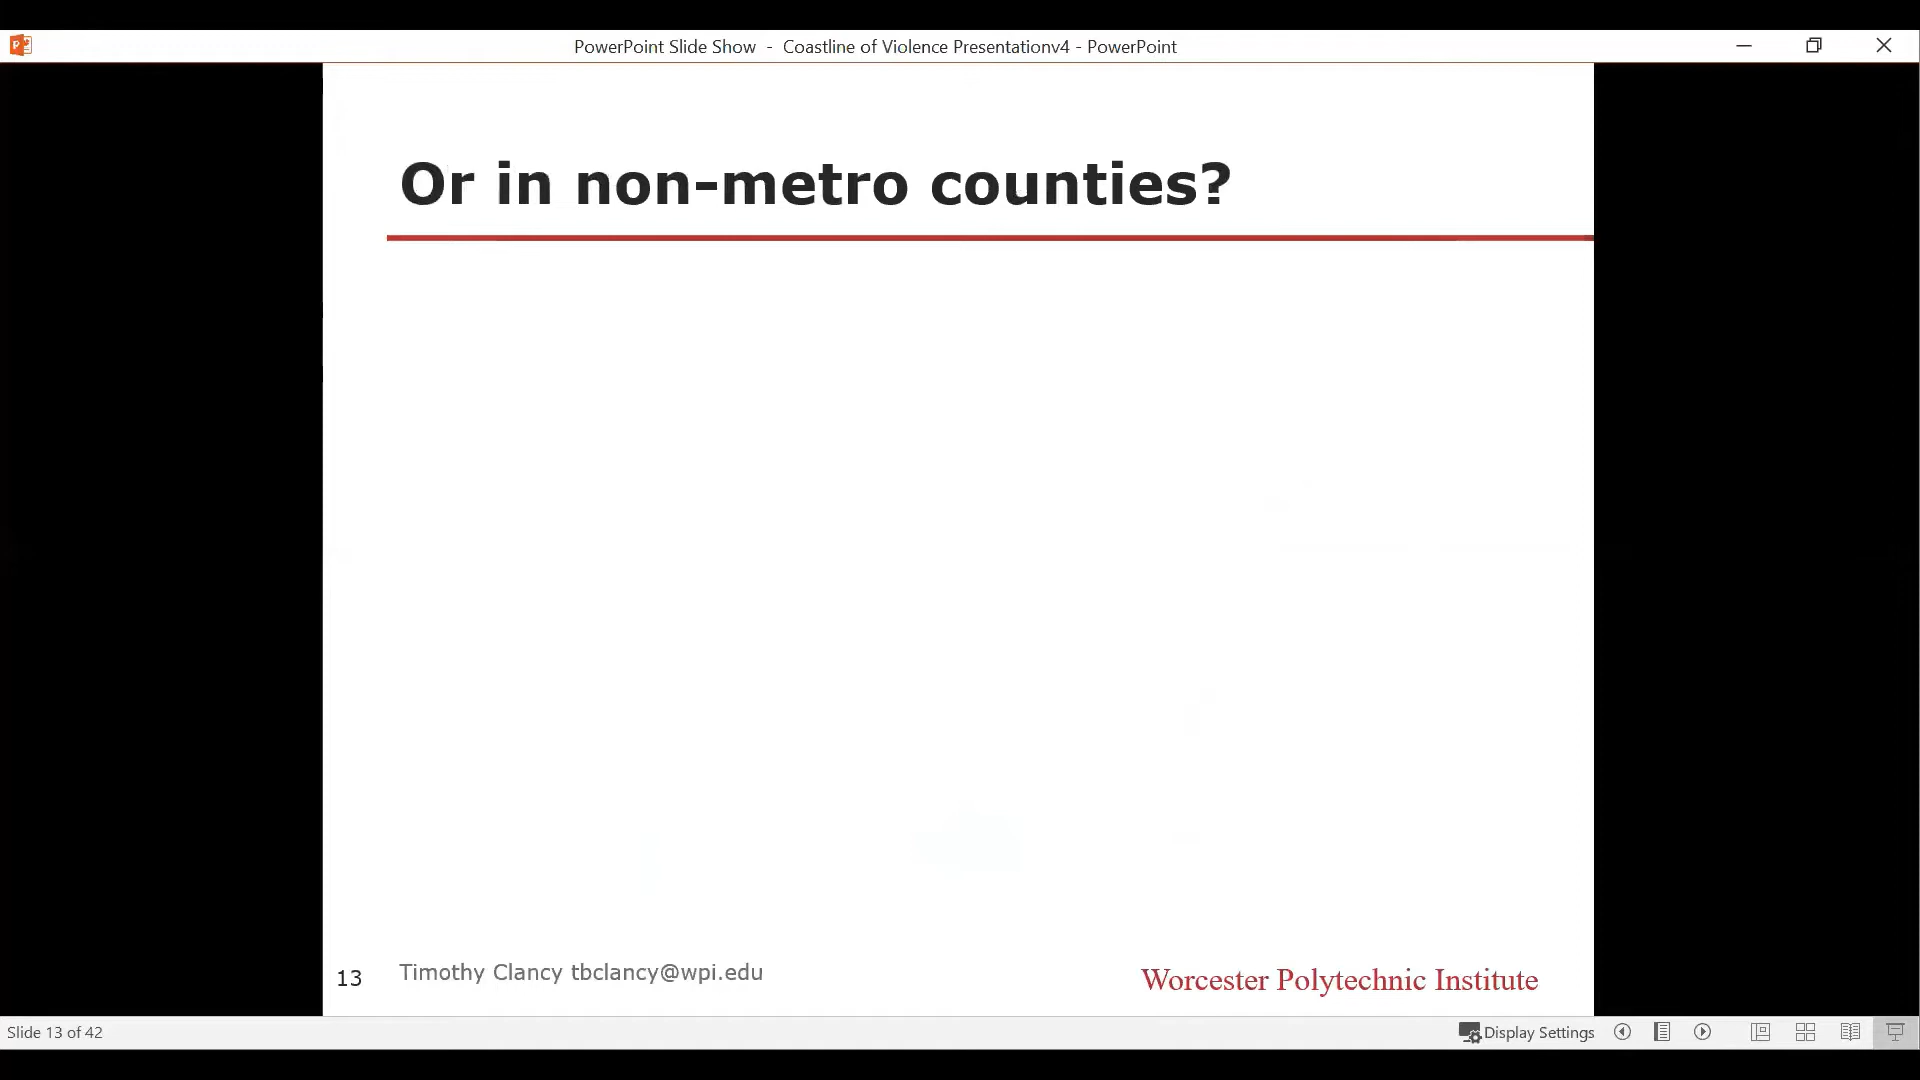 PowerPoint Slide Show - Coastline of Violence Presentationv4 - PowerPoint
Or in non-metro counties?
13
Timothy Clancy tbclancy@wpi.edu
Worcester Polytechnic Institute
Slide 13 of 42
Display Settings